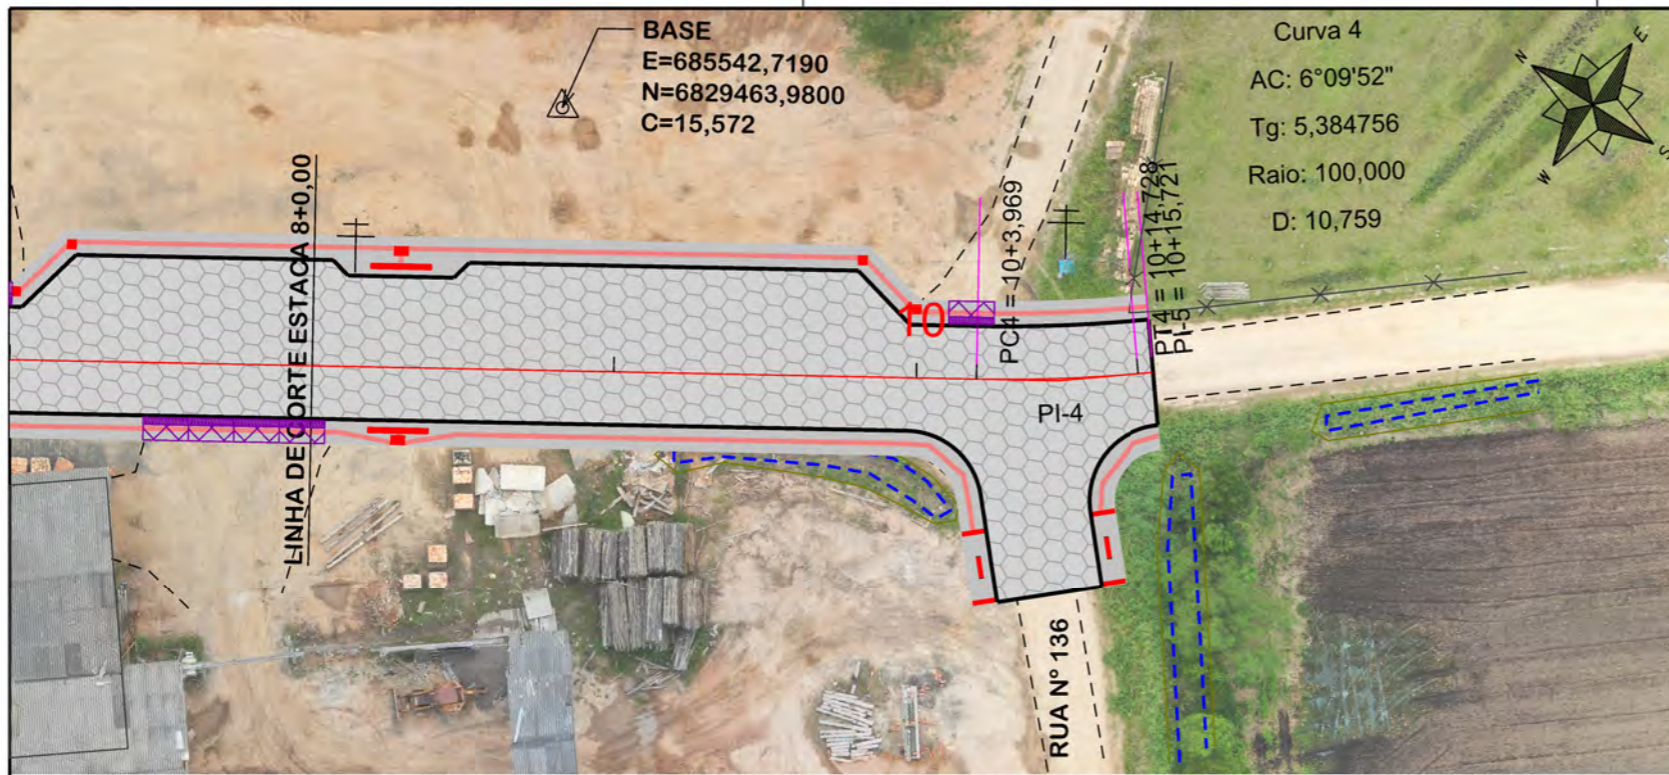 BASE
E=685542,7190
N=6829463,9800
C=15,572
Curva 4
AC: 6°09'52"
Tg: 5,384756
Raio: 100,000
D: 10,759
N
E
S
W
LINHA DE CORTE ESTACA 8+0,00
10
PC4 = 10+3,969
PT-4 = 10+14,728
PI-5 = 10+15,721
PI-4
RUA Nº 136